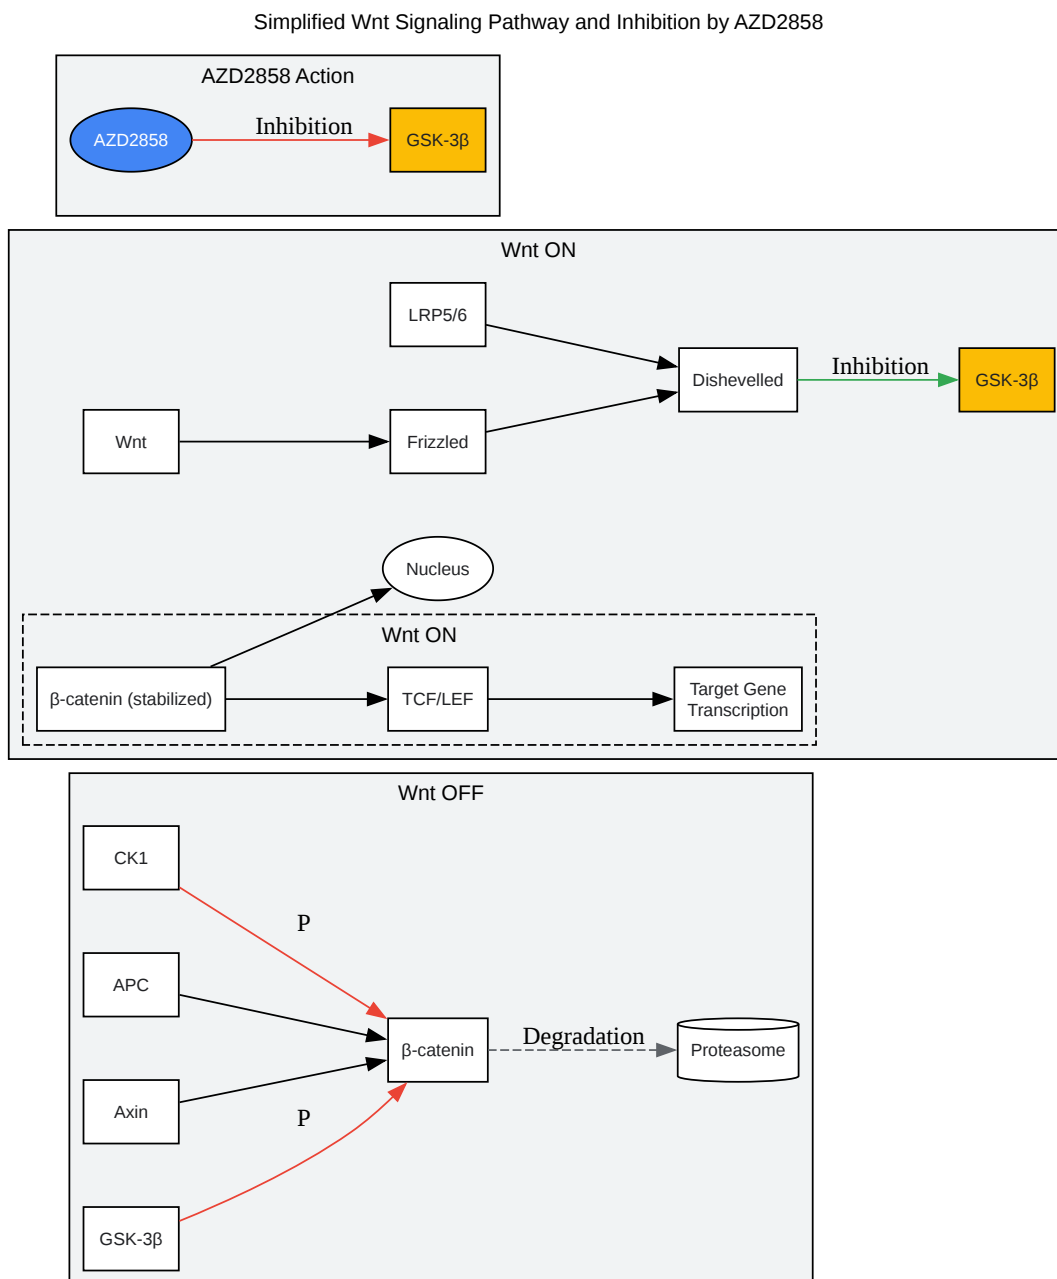 Simplified Wnt Signaling Pathway and Inhibition by AZD2858
AZD2858 Action
AZD2858
Inhibition
GSK-3β
Wnt ON
LRP5/6
Dishevelled
Inhibition
GSK-3β
Wnt
Frizzled
Nucleus
Wnt ON
β-catenin (stabilized)
TCF/LEF
Target Gene
Transcription
Wnt OFF
CK1
P
APC
β-catenin
Degradation
Proteasome
Axin
P
GSK-3β